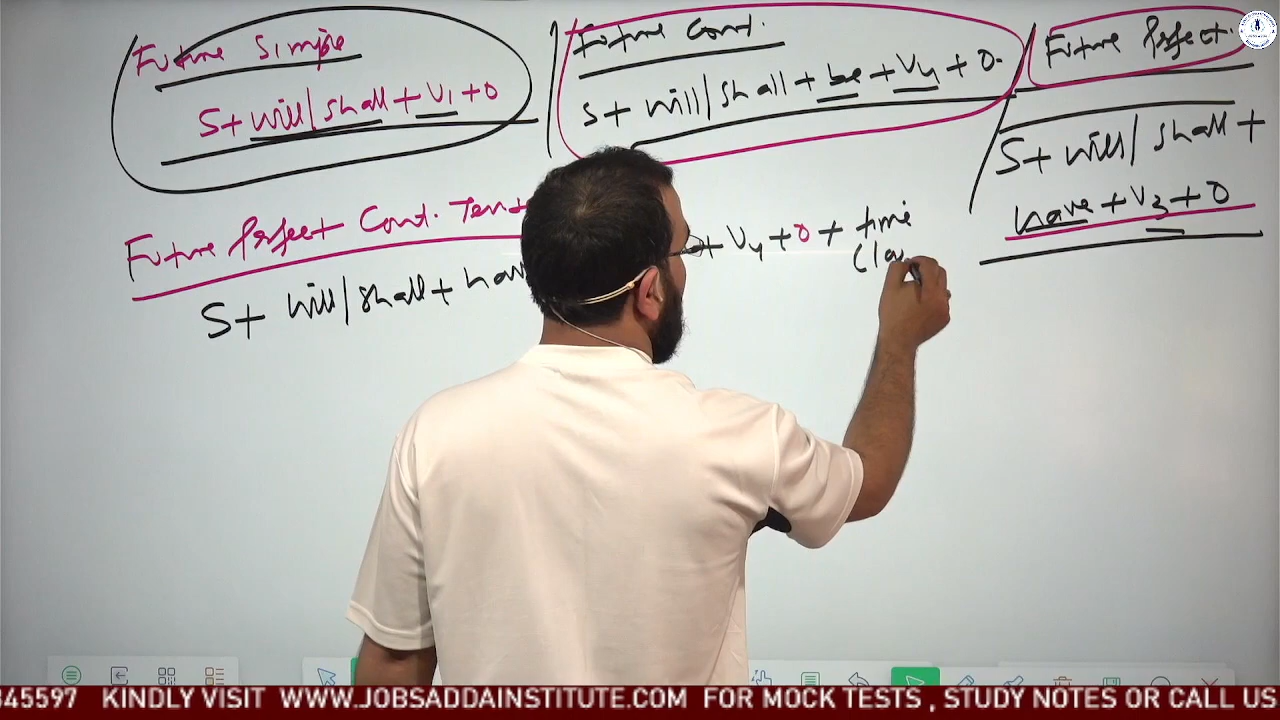 Future Simple
S+ will/shall + V1 + O
Future Cont.
S + will/shall + be + V4 + O.
Future Perfect.
S+ will/ shall +
have + V3 + O
Future Perfect Cont. Tens
S+ will/shall + hav
+ V4 + O + time
(la
345597 KINDLY VISIT WWW.JOBSADDAINSTITUTE.COM FOR MOCK TESTS , STUDY NOTES OR CALL US